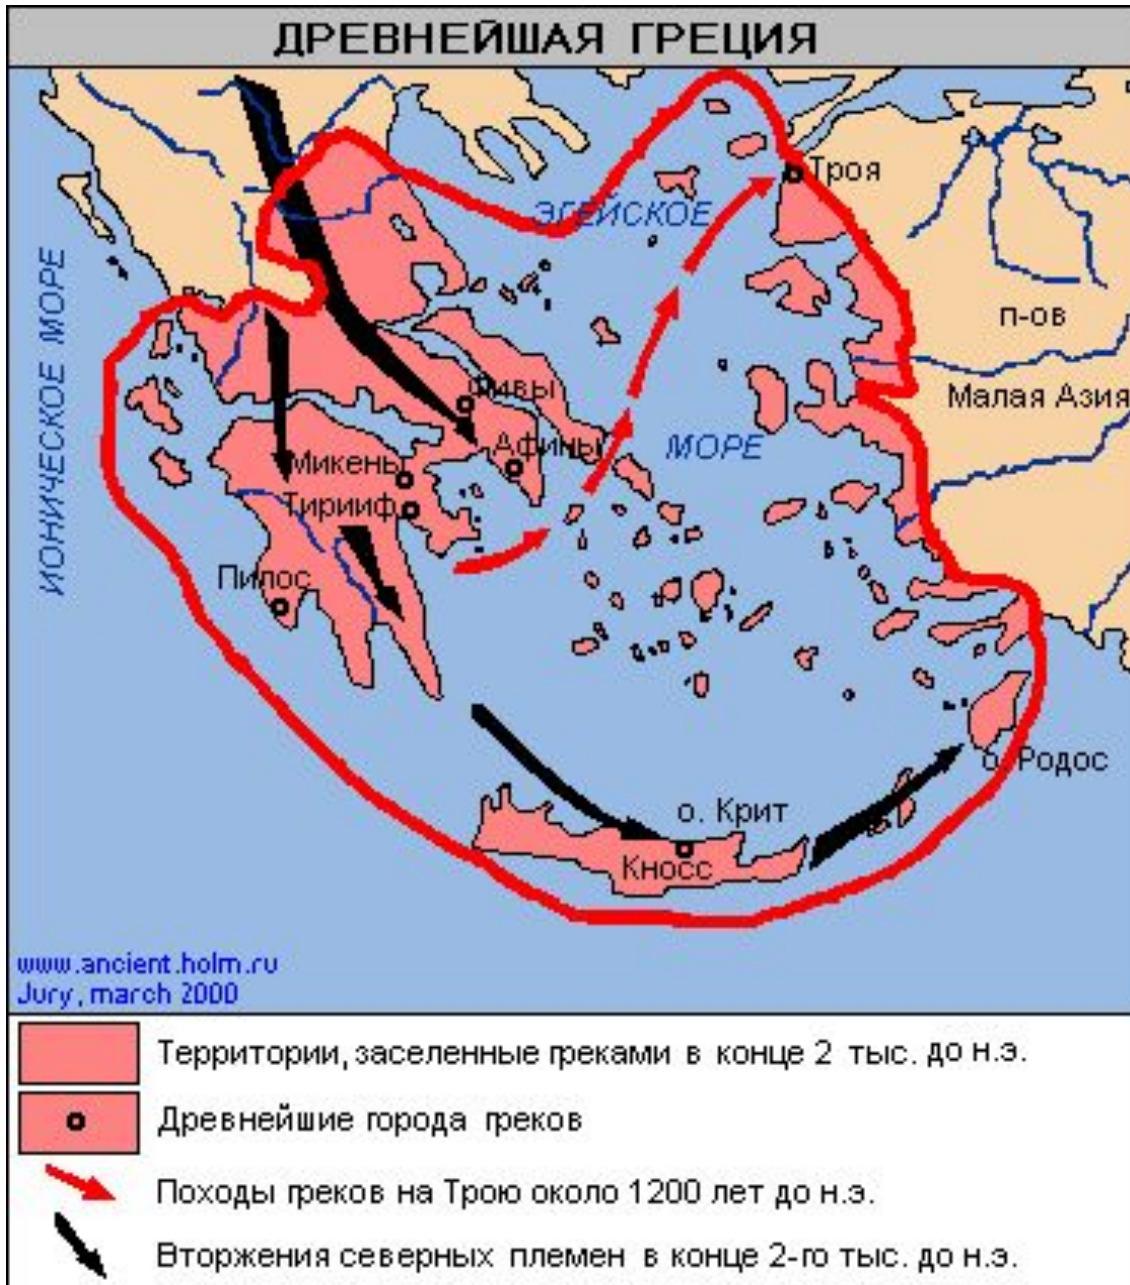 ДРЕВНЕЙШАЯ ГРЕЦИЯ
Троя
ЭГЕЙСКОЕ
ИОНИЧЕСКОЕ МОРЕ
п-ов
Малая Азия
Фивы
МОРЕ
Афины
Микены
Тирииф
Пилос
о. Родос
о. Крит
Кносс
www.ancient.holm.ru
Jury, march 2000
Территории, заселенные греками в конце 2 тыс. до н.э.
Древнейшие города греков
Походы греков на Трою около 1200 лет до н.э.
Вторжения северных племен в конце 2-го тыс. до н.э.